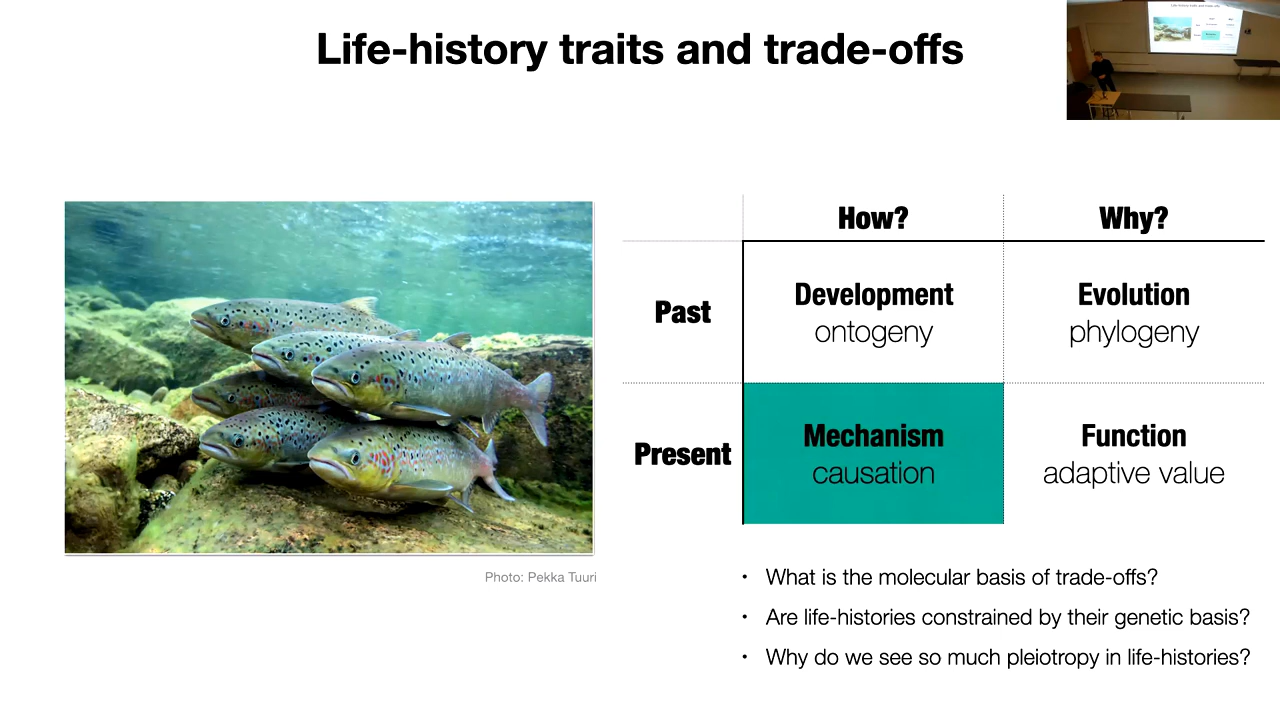 Life-history traits and trade-offs
How? Why?
Past
Development Evolution
ontogeny phylogeny
Present
Mechanism Function
causation adaptive value
Photo: Pekka Tuuri
• What is the molecular basis of trade-offs?
• Are life-histories constrained by their genetic basis?
• Why do we see so much pleiotropy in life-histories?